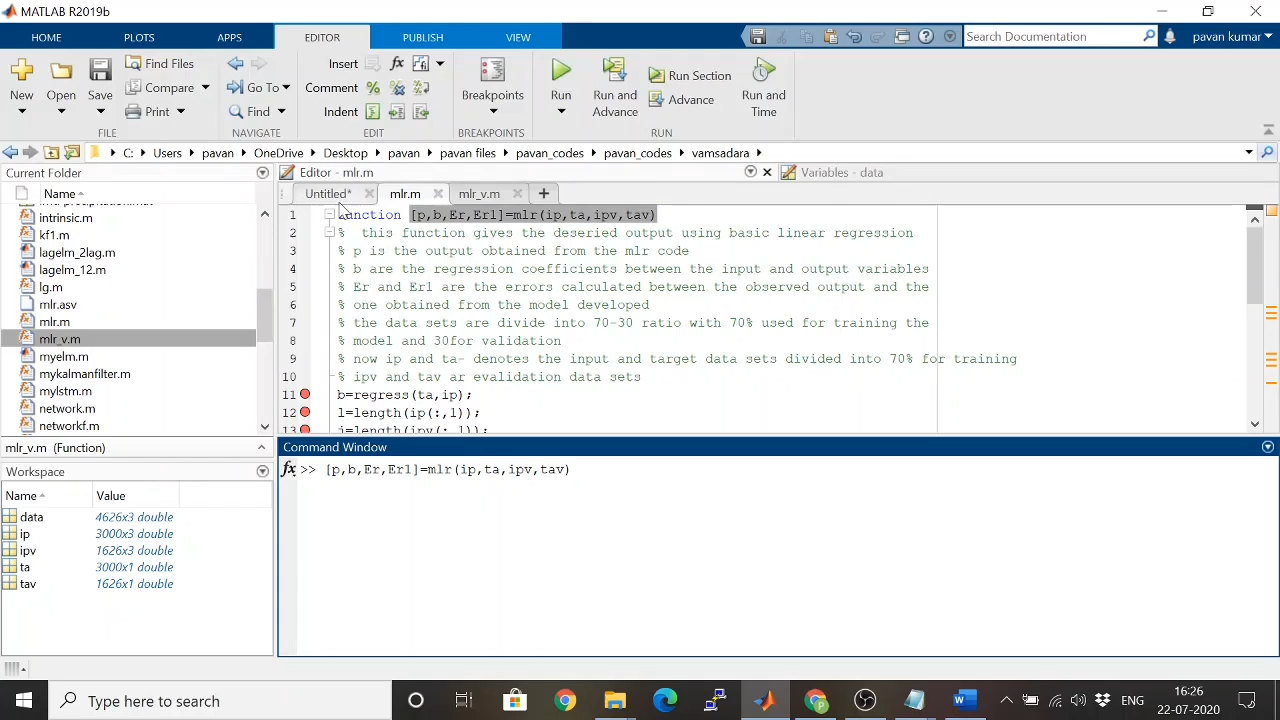 MATLAB R2019b
HOME PLOTS APPS EDITOR PUBLISH VIEW Search Documentation pavan kumar
New Open Save Find Files Compare Print Go To Find Insert Comment Indent Breakpoints Run Run and Advance Run Section Advance Run and Time
FILE NAVIGATE EDIT BREAKPOINTS RUN
C: Users pavan OneDrive Desktop pavan pavan files pavan_codes pavan_codes vamsadara
Current Folder
Name
intrinsic.m
kf1.m
lagelm_2lag.m
lagelm_12.m
lg.m
mlr.asv
mlr.m
mlr_v.m
myelm.m
mykalmanfilter.m
mylstm.m
network.m
networkf.m
mlr_v.m (Function)
Workspace
Name Value
data 4626x3 double
ip 3000x3 double
ipv 1626x3 double
ta 3000x1 double
tav 1626x1 double
Editor - mlr.m Variables - data
Untitled* mlr.m mlr_v.m
1 function [p,b,Er,Er1]=mlr(ip,ta,ipv,tav)
2 % this function gives the deseried output using basic linear regression
3 % p is the output obtained from the mlr code
4 % b are the regression coefficients between the input and output variables
5 % Er and Er1 are the errors calculated between the observed output and the
6 % one obtained from the model developed
7 % the data sets are divide into 70-30 ratio with 70% used for training the
8 % model and 30for validation
9 % now ip and ta- denotes the input and target data sets divided into 70% for training
10 % ipv and tav ar evalidation data sets
11 b=regress(ta,ip);
12 l=length(ip(:,1));
13 j=length(ipv(:,1));
Command Window
fx >> [p,b,Er,Er1]=mlr(ip,ta,ipv,tav)
Type here to search
ENG
16:26
22-07-2020